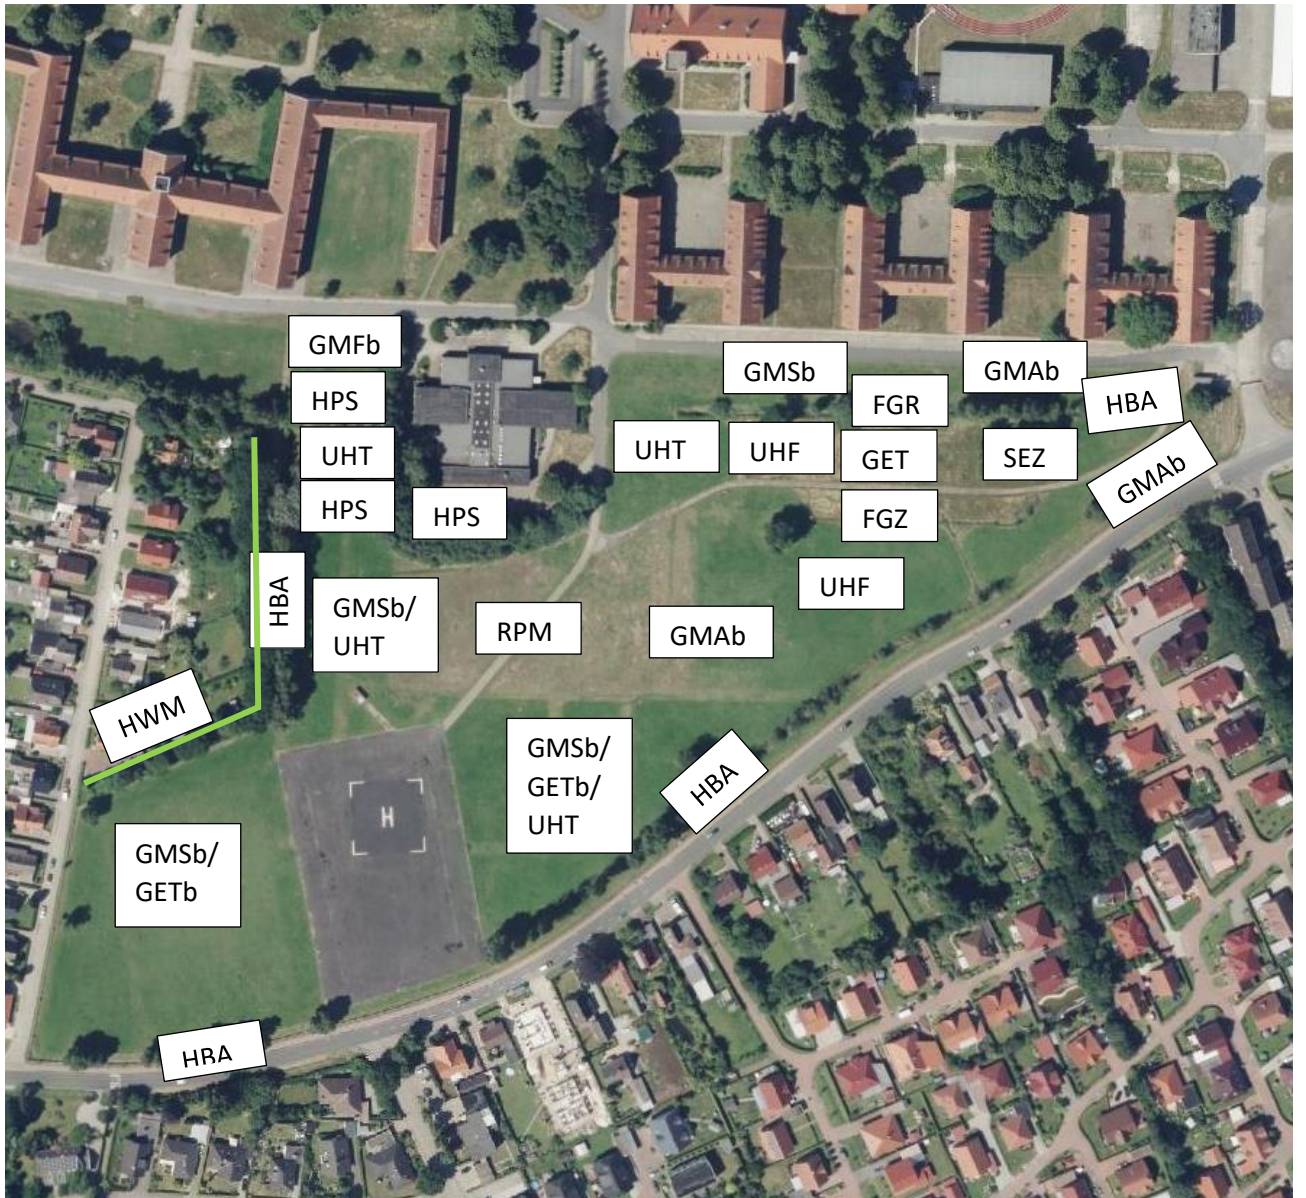 GMFb
GMSb
GMAb
HPS
FGR
HBA
UHT
UHT
UHF
GET
SEZ
GMAb
HPS
HPS
FGZ
HBA
GMSb/
UHT
RPM
GMAb
UHF
HWM
GMSb/
GETb/
UHT
HBA
H
GMSb/
GETb
HBA